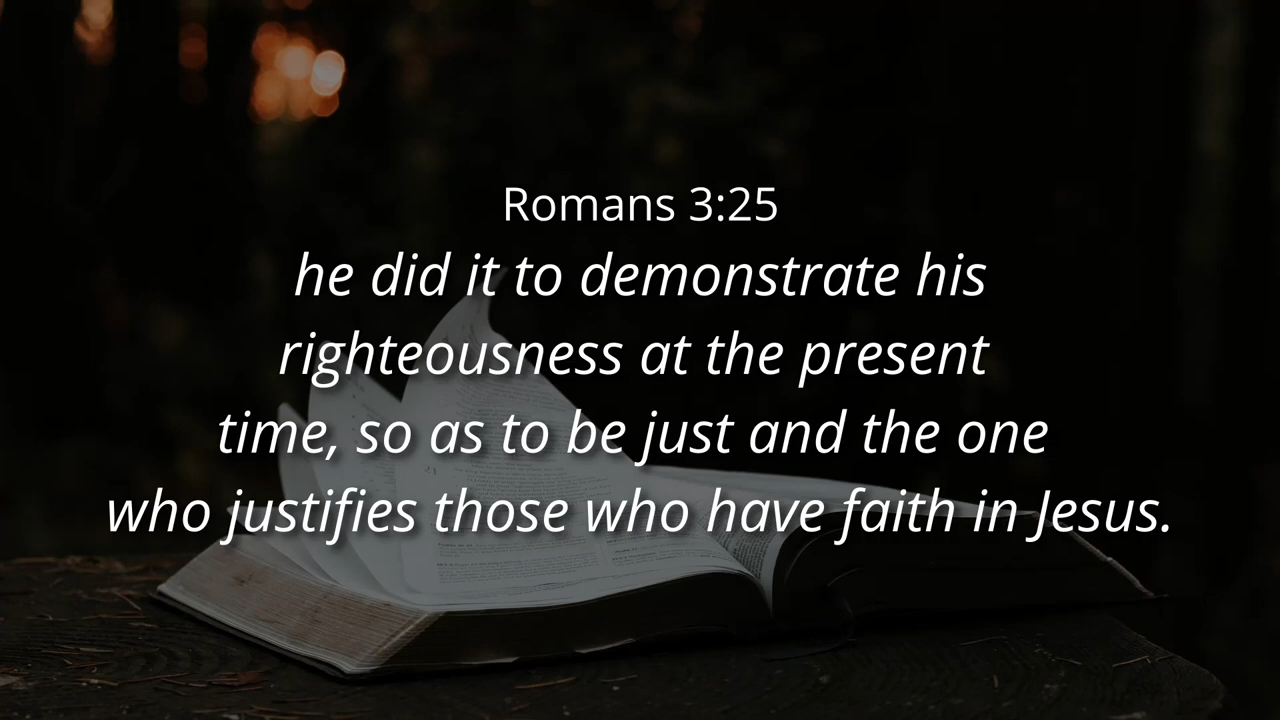 Romans 3:25
he did it to demonstrate his
righteousness at the present
time, so as to be just and the one
who justifies those who have faith in Jesus.